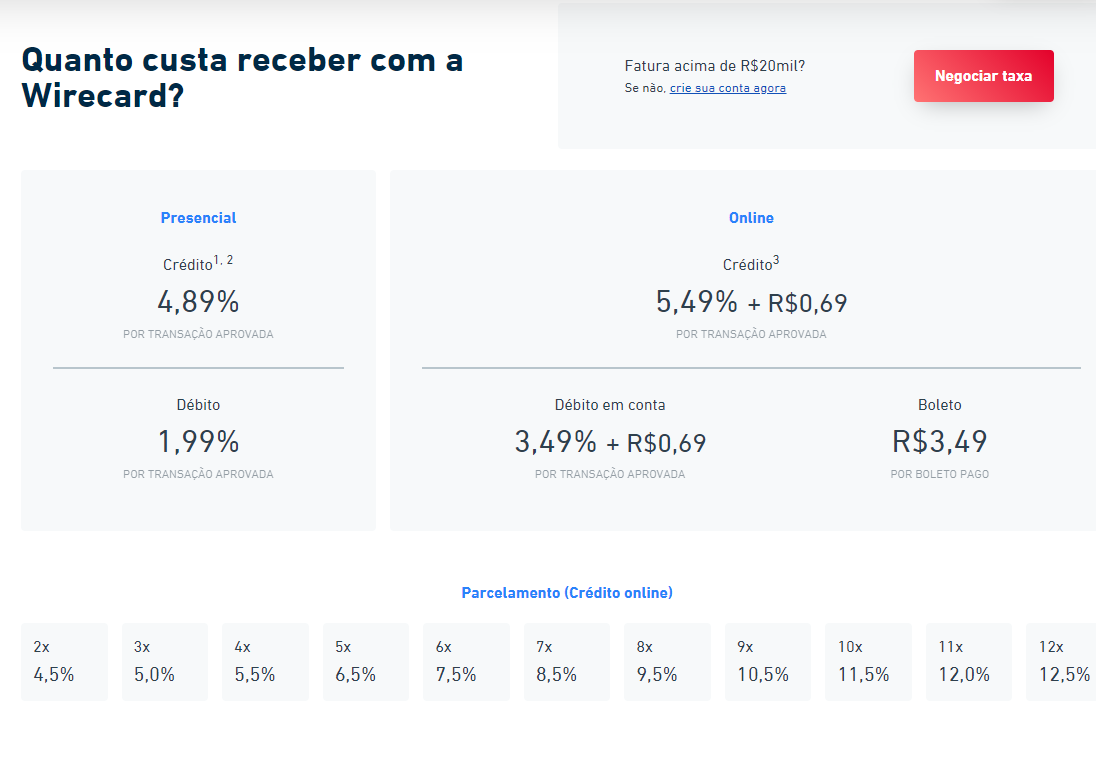 Quanto custa receber com a
Wirecard?
Fatura acima de R$20mil?
Se não, crie sua conta agora
Negociar taxa
Presencial
Crédito1, 2
4,89%
POR TRANSAÇÃO APROVADA
Débito
1,99%
POR TRANSAÇÃO APROVADA
Online
Crédito3
5,49% + R$0,69
POR TRANSAÇÃO APROVADA
Débito em conta
3,49% + R$0,69
POR TRANSAÇÃO APROVADA
Boleto
R$3,49
POR BOLETO PAGO
Parcelamento (Crédito online)
2x
4,5%
3x
5,0%
4x
5,5%
5x
6,5%
6x
7,5%
7x
8,5%
8x
9,5%
9x
10,5%
10x
11,5%
11x
12,0%
12x
12,5%